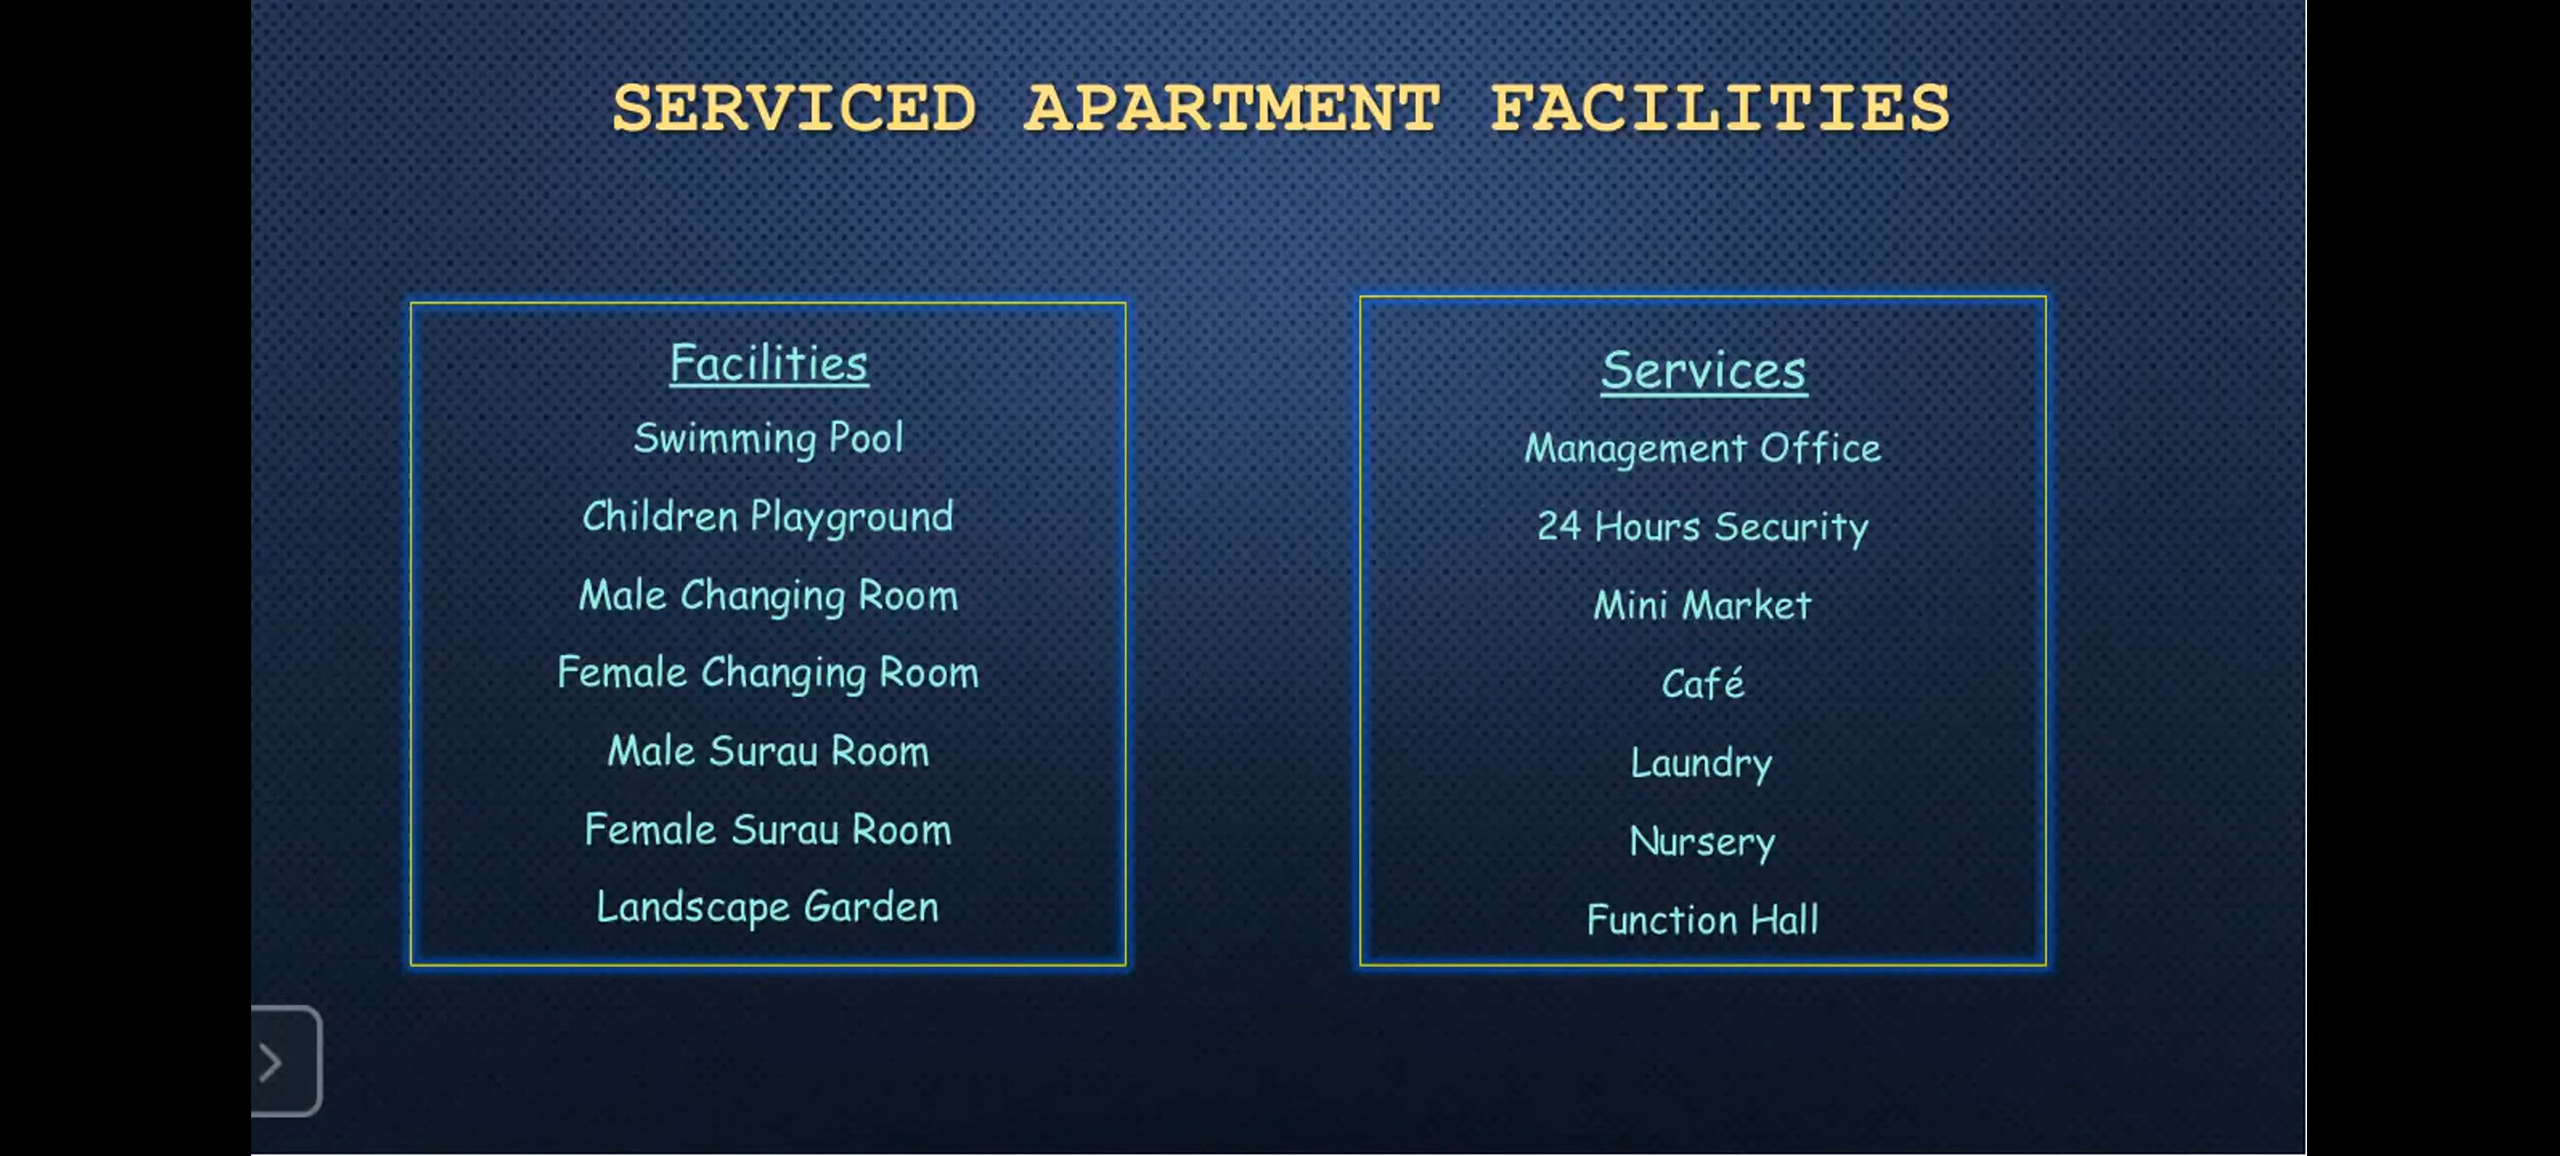 SERVICED APARTMENT FACILITIES
Facilities
Swimming Pool
Children Playground
Male Changing Room
Female Changing Room
Male Surau Room
Female Surau Room
Landscape Garden
Services
Management Office
24 Hours Security
Mini Market
Café
Laundry
Nursery
Function Hall